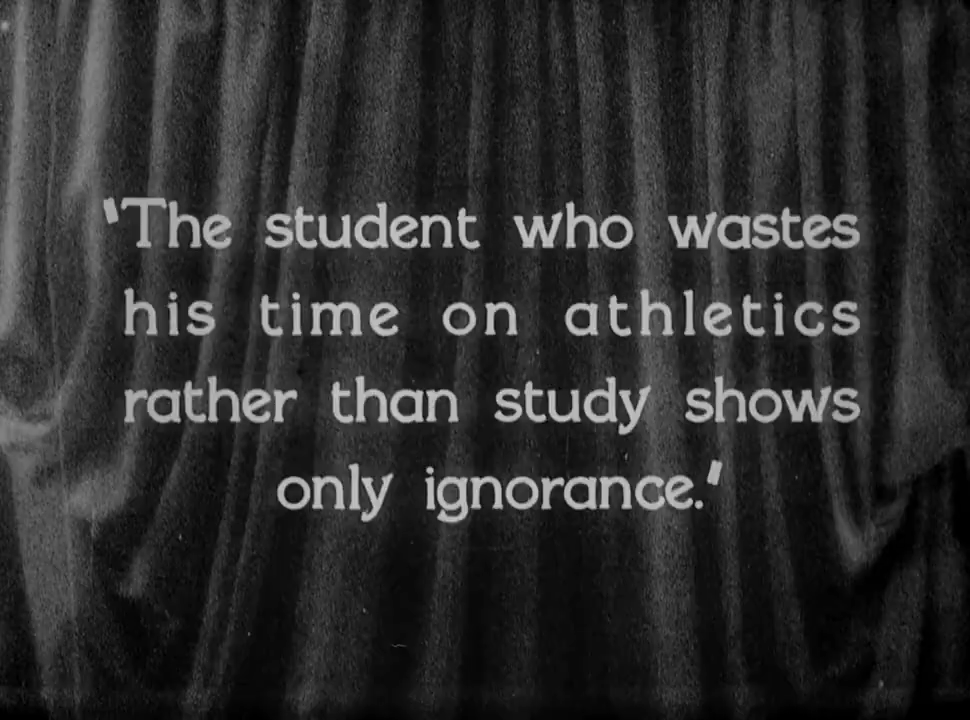 "The student who wastes
his time on athletics
rather than study shows
only ignorance."